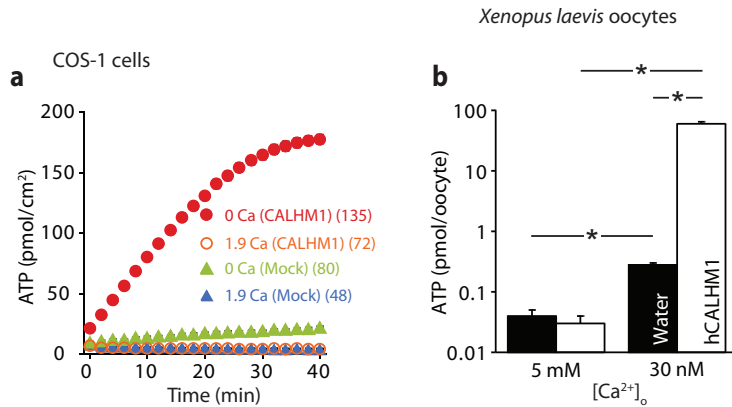 Xenopus laevis oocytes
COS-1 cells
a
ATP (pmol/cm²)
200
150
100
50
0
0 Ca (CALHM1) (135)
1.9 Ca (CALHM1) (72)
0 Ca (Mock) (80)
1.9 Ca (Mock) (48)
0 10 20 30 40
Time (min)
b
ATP (pmol/oocyte)
100
10
1
0.1
0.01
*
*
*
Water
hCALHM1
5 mM 30 nM
[Ca²⁺]ₒ